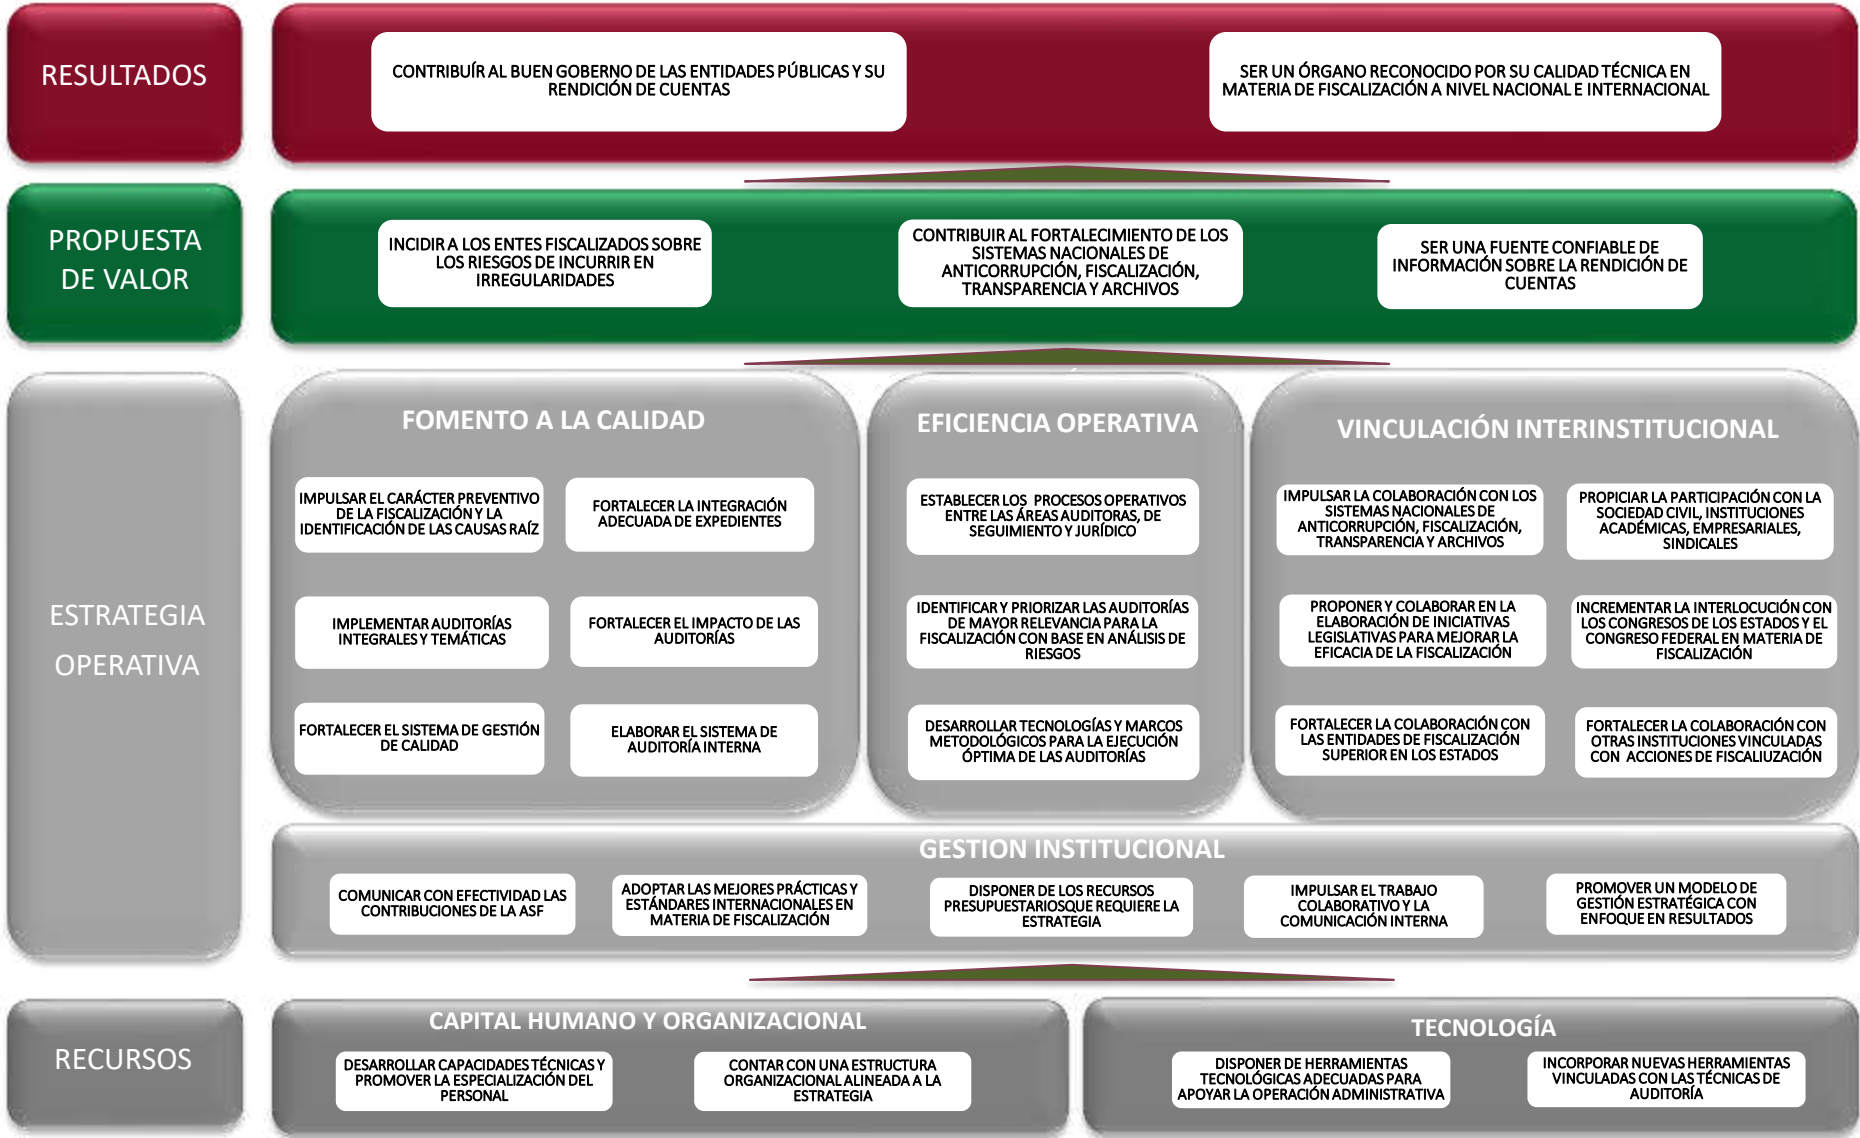 RESULTADOS
CONTRIBUÍR AL BUEN GOBERNO DE LAS ENTIDADES PÚBLICAS Y SU
RENDICIÓN DE CUENTAS
SER UN ÓRGANO RECONOCIDO POR SU CALIDAD TÉCNICA EN
MATERIA DE FISCALIZACIÓN A NIVEL NACIONAL E INTERNACIONAL
PROPUESTA
DE VALOR
INCIDIR A LOS ENTES FISCALIZADOS SOBRE
LOS RIESGOS DE INCURRIR EN
IRREGULARIDADES
CONTRIBUIR AL FORTALECIMIENTO DE LOS
SISTEMAS NACIONALES DE
ANTICORRUPCIÓN, FISCALIZACIÓN,
TRANSPARENCIA Y ARCHIVOS
SER UNA FUENTE CONFIABLE DE
INFORMACIÓN SOBRE LA RENDICIÓN DE
CUENTAS
ESTRATEGIA
OPERATIVA
FOMENTO A LA CALIDAD
IMPULSAR EL CARÁCTER PREVENTIVO
DE LA FISCALIZACIÓN Y LA
IDENTIFICACIÓN DE LAS CAUSAS RAÍZ
FORTALECER LA INTEGRACIÓN
ADECUADA DE EXPEDIENTES
IMPLEMENTAR AUDITORÍAS
INTEGRALES Y TEMÁTICAS
FORTALECER EL IMPACTO DE LAS
AUDITORÍAS
FORTALECER EL SISTEMA DE GESTIÓN
DE CALIDAD
ELABORAR EL SISTEMA DE
AUDITORÍA INTERNA
EFICIENCIA OPERATIVA
ESTABLECER LOS  PROCESOS OPERATIVOS
ENTRE LAS ÁREAS AUDITORAS, DE
SEGUIMIENTO Y JURÍDICO
IDENTIFICAR Y PRIORIZAR LAS AUDITORÍAS
DE MAYOR RELEVANCIA PARA LA
FISCALIZACIÓN CON BASE EN ANÁLISIS DE
RIESGOS
DESARROLLAR TECNOLOGÍAS Y MARCOS
METODOLÓGICOS PARA LA EJECUCIÓN
ÓPTIMA DE LAS AUDITORÍAS
VINCULACIÓN INTERINSTITUCIONAL
IMPULSAR LA COLABORACIÓN CON LOS
SISTEMAS NACIONALES DE
ANTICORRUPCIÓN, FISCALIZACIÓN,
TRANSPARENCIA Y ARCHIVOS
PROPICIAR LA PARTICIPACIÓN CON LA
SOCIEDAD CIVIL, INSTITUCIONES
ACADÉMICAS, EMPRESARIALES,
SINDICALES
PROPONER Y COLABORAR EN LA
ELABORACIÓN DE INICIATIVAS
LEGISLATIVAS PARA MEJORAR LA
EFICACIA DE LA FISCALIZACIÓN
INCREMENTAR LA INTERLOCUCIÓN CON
LOS CONGRESOS DE LOS ESTADOS Y EL
CONGRESO FEDERAL EN MATERIA DE
FISCALIZACIÓN
FORTALECER LA COLABORACIÓN CON
LAS ENTIDADES DE FISCALIZACIÓN
SUPERIOR EN LOS ESTADOS
FORTALECER LA COLABORACIÓN CON
OTRAS INSTITUCIONES VINCULADAS
CON  ACCIONES DE FISCALIUZACIÓN
GESTION INSTITUCIONAL
COMUNICAR CON EFECTIVIDAD LAS
CONTRIBUCIONES DE LA ASF
ADOPTAR LAS MEJORES PRÁCTICAS Y
ESTÁNDARES INTERNACIONALES EN
MATERIA DE FISCALIZACIÓN
DISPONER DE LOS RECURSOS
PRESUPUESTARIOSQUE REQUIERE LA
ESTRATEGIA
IMPULSAR EL TRABAJO
COLABORATIVO Y LA
COMUNICACIÓN INTERNA
PROMOVER UN MODELO DE
GESTIÓN ESTRATÉGICA CON
ENFOQUE EN RESULTADOS
RECURSOS
CAPITAL HUMANO Y ORGANIZACIONAL
DESARROLLAR CAPACIDADES TÉCNICAS Y
PROMOVER LA ESPECIALIZACIÓN DEL
PERSONAL
CONTAR CON UNA ESTRUCTURA
ORGANIZACIONAL ALINEADA A LA
ESTRATEGIA
TECNOLOGÍA
DISPONER DE HERRAMIENTAS
TECNOLÓGICAS ADECUADAS PARA
APOYAR LA OPERACIÓN ADMINISTRATIVA
INCORPORAR NUEVAS HERRAMIENTAS
VINCULADAS CON LAS TÉCNICAS DE
AUDITORÍA